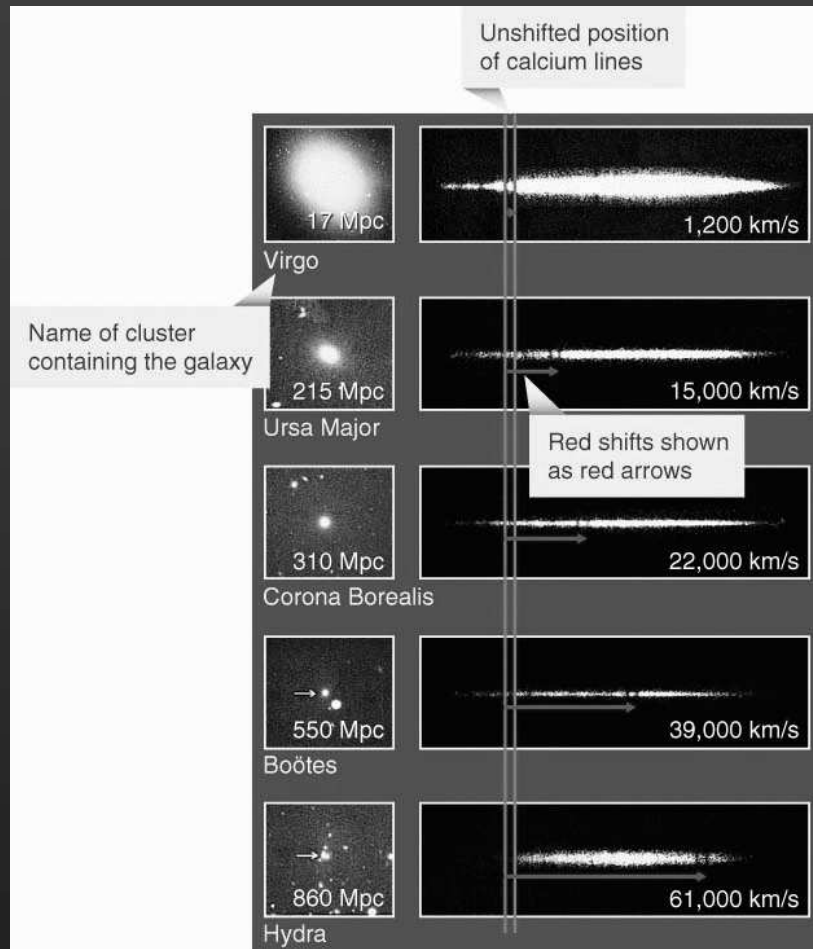 Unshifted position
of calcium lines
17 Mpc
1,200 km/s
Virgo
Name of cluster
containing the galaxy
215 Mpc
15,000 km/s
Ursa Major
Red shifts shown
as red arrows
310 Mpc
22,000 km/s
Corona Borealis
550 Mpc
39,000 km/s
Boötes
860 Mpc
61,000 km/s
Hydra